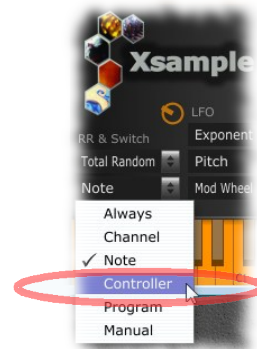 Xsample
LFO
RR & Switch
Exponent
Total Random
Pitch
Note
Mod Wheel
Always
Channel
✓ Note
Controller
Program
Manual